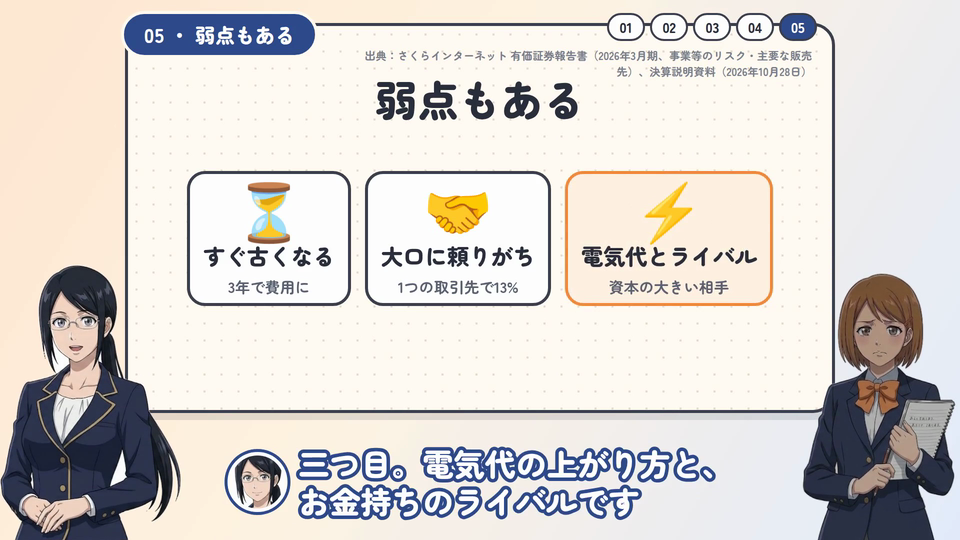 05 ・ 弱点もある
01 02 03 04 05
出典：さくらインターネット 有価証券報告書（2026年3月期、事業等のリスク・主要な販売
先）、決算説明資料（2026年10月28日）
弱点もある
すぐ古くなる
3年で費用に
大口に頼りがち
1つの取引先で13%
電気代とライバル
資本の大きい相手
三つ目。電気代の上がり方と、
お金持ちのライバルです